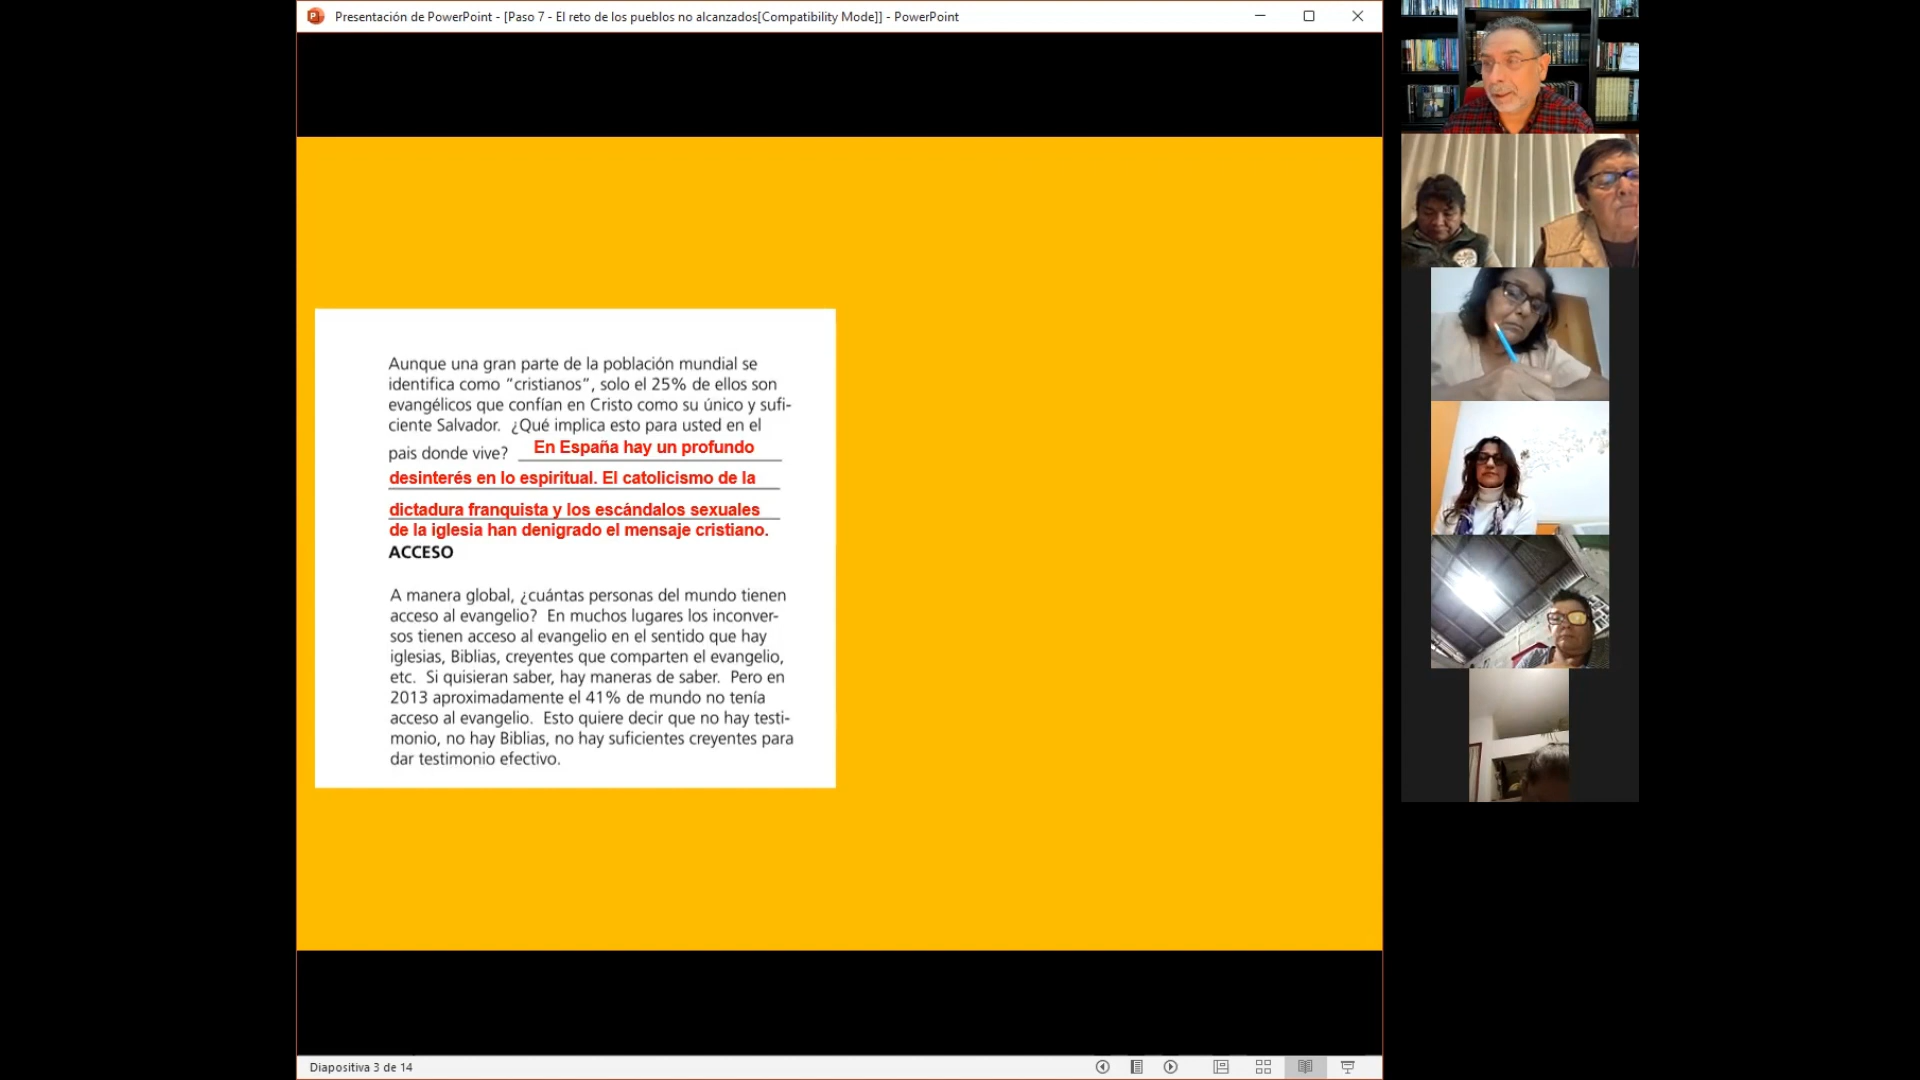 Presentación de PowerPoint - [Paso 7 - El reto de los pueblos no alcanzados[Compatibility Mode]] - PowerPoint
Aunque una gran parte de la población mundial se
identifica como "cristianos", solo el 25% de ellos son
evangélicos que confían en Cristo como su único y sufi-
ciente Salvador. ¿Qué implica esto para usted en el
pais donde vive? En España hay un profundo
desinterés en lo espiritual. El catolicismo de la
dictadura franquista y los escándalos sexuales
de la iglesia han denigrado el mensaje cristiano.
ACCESO
A manera global, ¿cuántas personas del mundo tienen
acceso al evangelio? En muchos lugares los inconver-
sos tienen acceso al evangelio en el sentido que hay
iglesias, Biblias, creyentes que comparten el evangelio,
etc. Si quisieran saber, hay maneras de saber. Pero en
2013 aproximadamente el 41% de mundo no tenía
acceso al evangelio. Esto quiere decir que no hay testi-
monio, no hay Biblias, no hay suficientes creyentes para
dar testimonio efectivo.
Diapositiva 3 de 14